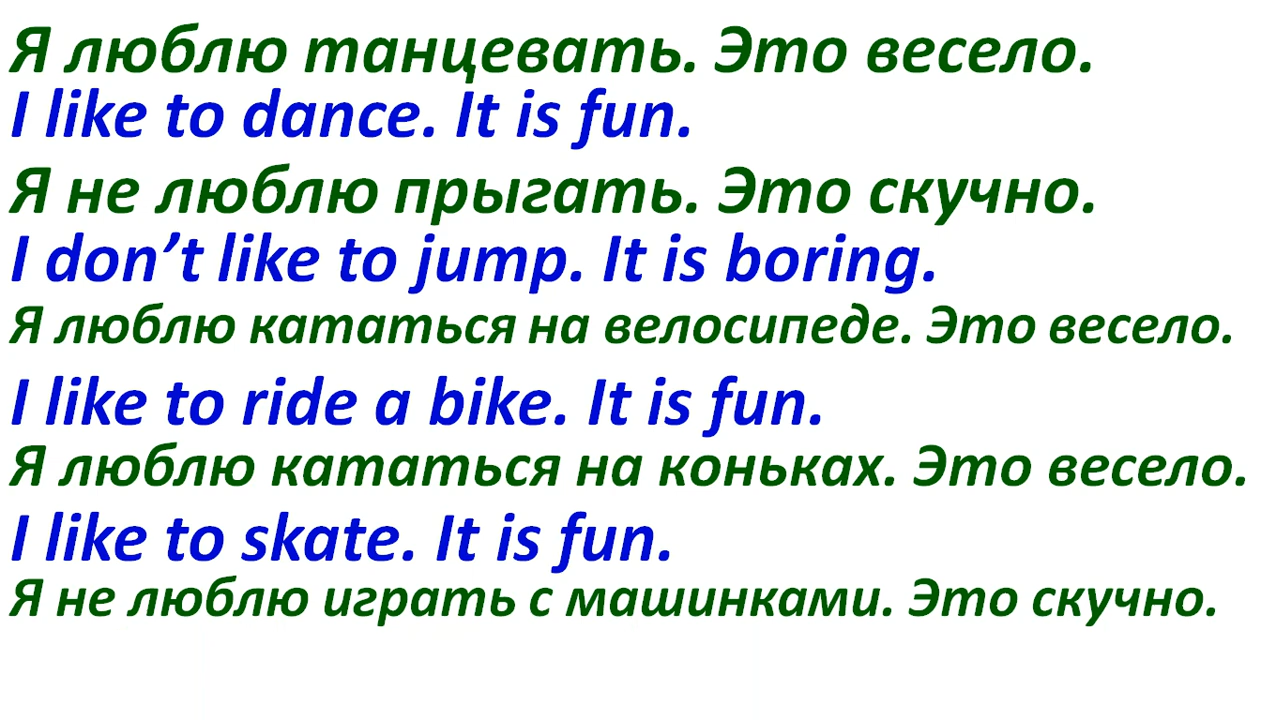 Я люблю танцевать. Это весело.
I like to dance. It is fun.
Я не люблю прыгать. Это скучно.
I don’t like to jump. It is boring.
Я люблю кататься на велосипеде. Это весело.
I like to ride a bike. It is fun.
Я люблю кататься на коньках. Это весело.
I like to skate. It is fun.
Я не люблю играть с машинками. Это скучно.